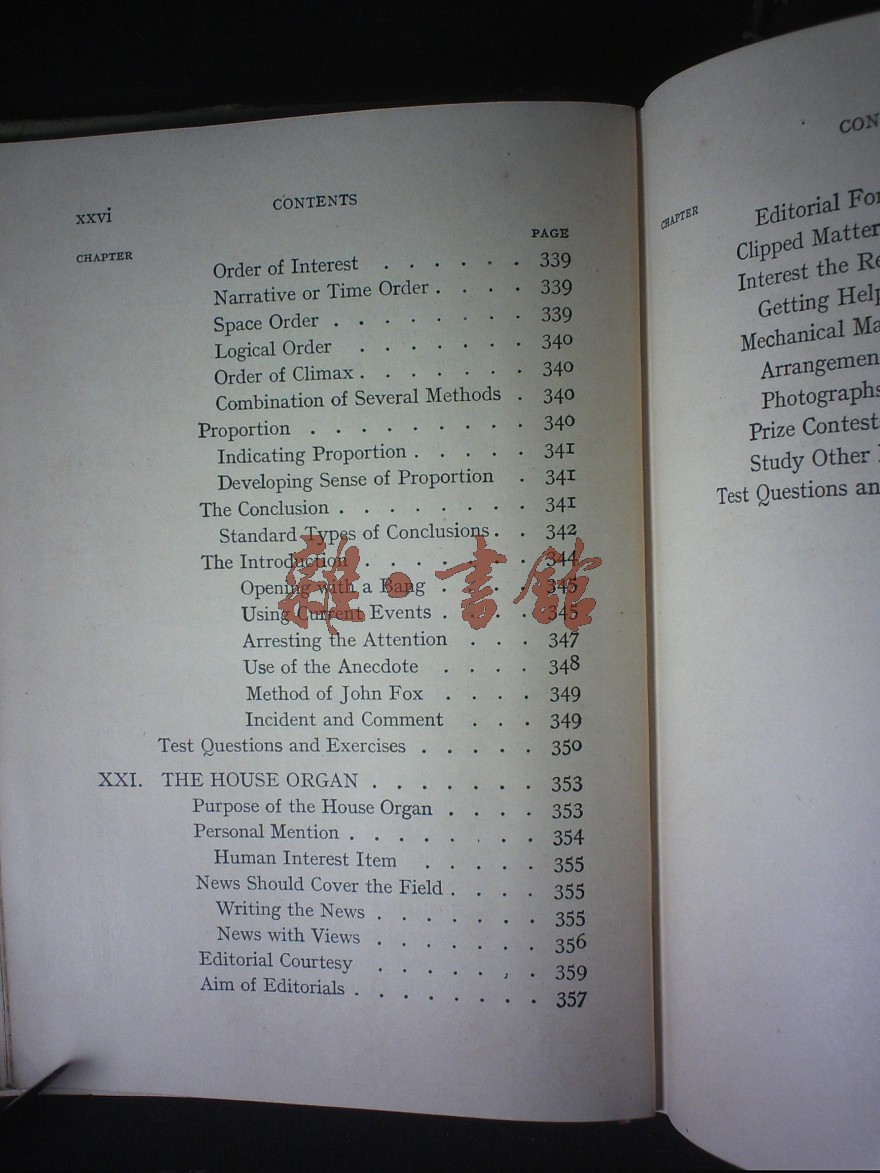 xxvi CONTENTS
CHAPTER PAGE
Order of Interest . . . . . . 339
Narrative or Time Order . . . . 339
Space Order . . . . . . . . 339
Logical Order . . . . . . . 340
Order of Climax . . . . . . . 340
Combination of Several Methods . 340
Proportion . . . . . . . . . 340
Indicating Proportion . . . . . 341
Developing Sense of Proportion . 341
The Conclusion . . . . . . . . 341
Standard Types of Conclusions . . 342
The Introduction . . . . . . . 344
Opening with a Bang . . . . 345
Using Current Events . . . . 345
Arresting the Attention . . . 347
Use of the Anecdote . . . . 348
Method of John Fox . . . . 349
Incident and Comment . . . 349
Test Questions and Exercises . . . . . 350
XXI. THE HOUSE ORGAN . . . . . . . 353
Purpose of the House Organ . . . . 353
Personal Mention . . . . . . . . 354
Human Interest Item . . . . . 355
News Should Cover the Field . . . . 355
Writing the News . . . . . . . 355
News with Views . . . . . . . 356
Editorial Courtesy . . . . . , . 359
Aim of Editorials . . . . . . . . 357
雜·書館
CON
CHAPTER
Editorial For
Clipped Matter
Interest the Re
Getting Help
Mechanical Ma
Arrangemen
Photographs
Prize Contest
Study Other
Test Questions an